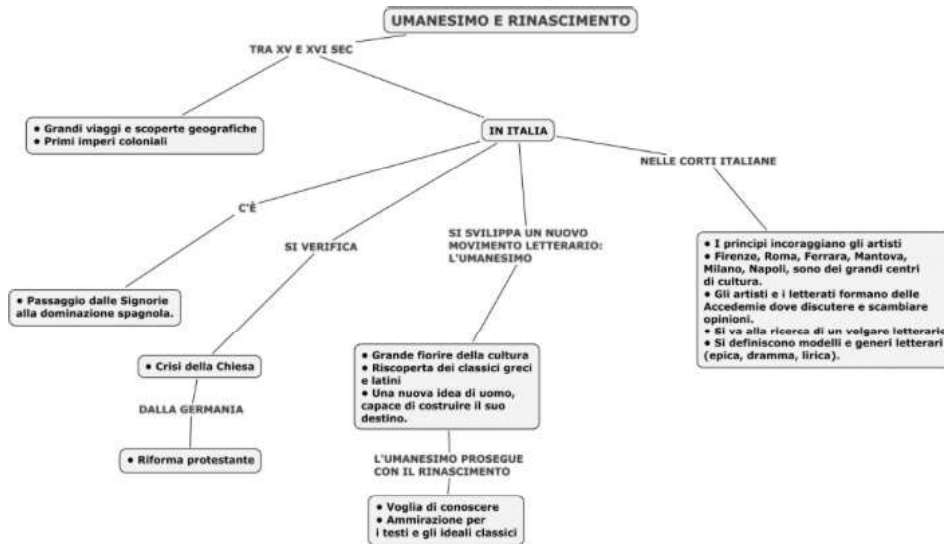 UMANESIMO E RINASCIMENTO
TRA XV E XVI SEC
● Grandi viaggi e scoperte geografiche
● Primi imperi coloniali
IN ITALIA
NELLE CORTI ITALIANE
C'È
SI VERIFICA
SI SVILIPPA UN NUOVO
MOVIMENTO LETTERARIO:
L'UMANESIMO
● I principi incoraggiano gli artisti
● Firenze, Roma, Ferrara, Mantova,
Milano, Napoli, sono dei grandi centri
di cultura.
● Gli artisti e i letterati formano delle
Accedemie dove discutere e scambiare
opinioni.
● Si va alla ricerca di un volgare letterario
● Si definiscono modelli e generi letterari
(epica, dramma, lirica).
● Passaggio dalle Signorie
alla dominazione spagnola.
● Crisi della Chiesa
DALLA GERMANIA
● Riforma protestante
● Grande fiorire della cultura
● Riscoperta dei classici greci
e latini
● Una nuova idea di uomo,
capace di costruire il suo
destino.
L'UMANESIMO PROSEGUE
CON IL RINASCIMENTO
● Voglia di conoscere
● Ammirazione per
i testi e gli ideali classici